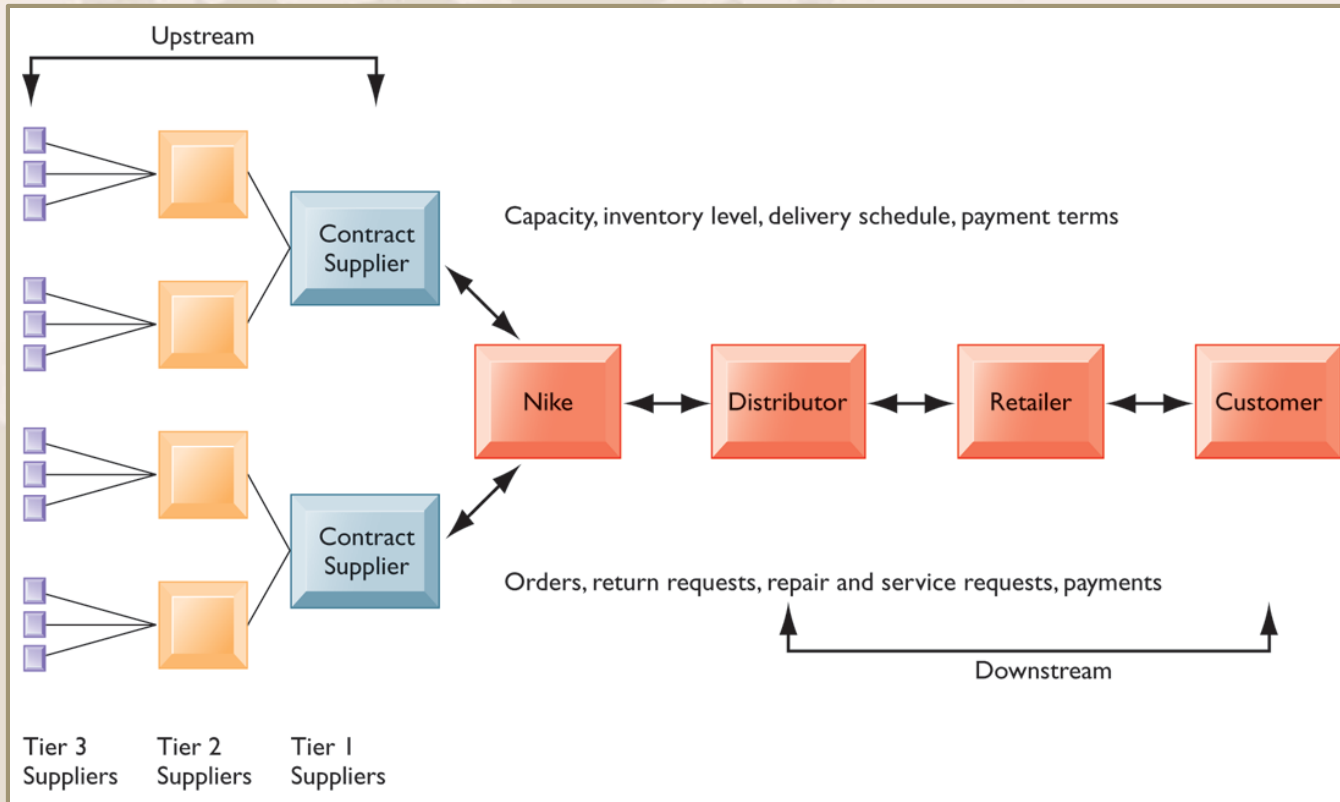 Upstream
Contract
Supplier
Capacity, inventory level, delivery schedule, payment terms
Nike
Distributor
Retailer
Customer
Contract
Supplier
Orders, return requests, repair and service requests, payments
Downstream
Tier 3
Suppliers
Tier 2
Suppliers
Tier 1
Suppliers